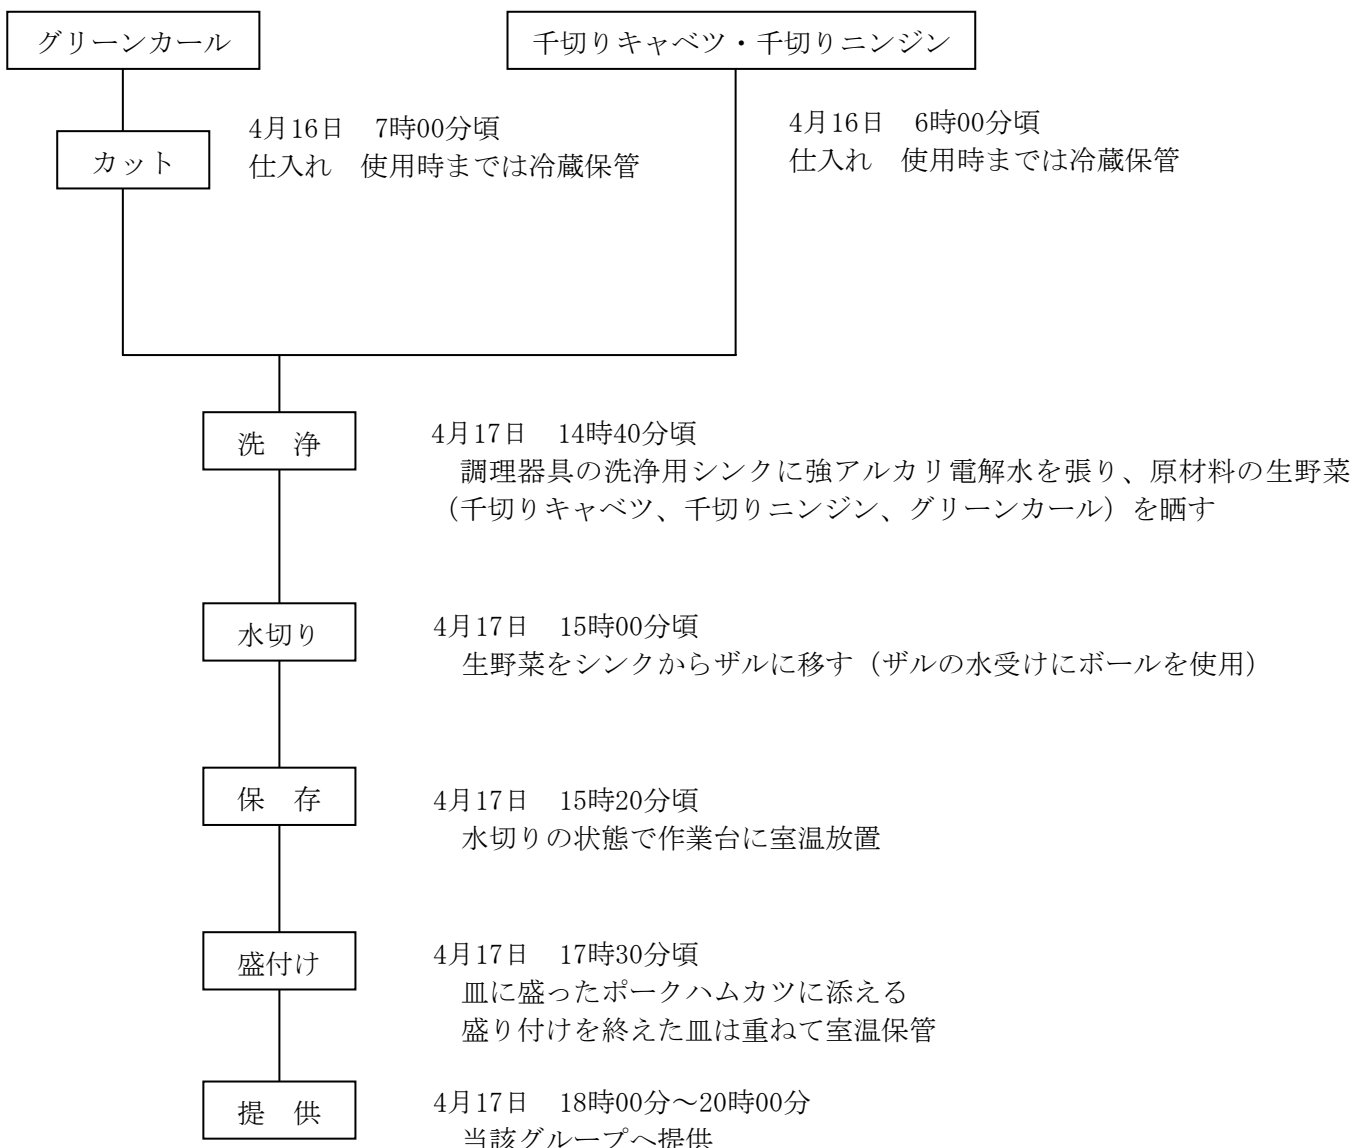 グリーンカール
千切りキャベツ・千切りニンジン
カット
4月16日　7時00分頃
仕入れ　使用時までは冷蔵保管
4月16日　6時00分頃
仕入れ　使用時までは冷蔵保管
洗　浄
4月17日　14時40分頃
調理器具の洗浄用シンクに強アルカリ電解水を張り、原材料の生野菜
（千切りキャベツ、千切りニンジン、グリーンカール）を晒す
水切り
4月17日　15時00分頃
生野菜をシンクからザルに移す（ザルの水受けにボールを使用）
保　存
4月17日　15時20分頃
水切りの状態で作業台に室温放置
盛付け
4月17日　17時30分頃
皿に盛ったポークハムカツに添える
盛り付けを終えた皿は重ねて室温保管
提　供
4月17日　18時00分～20時00分
当該グループへ提供